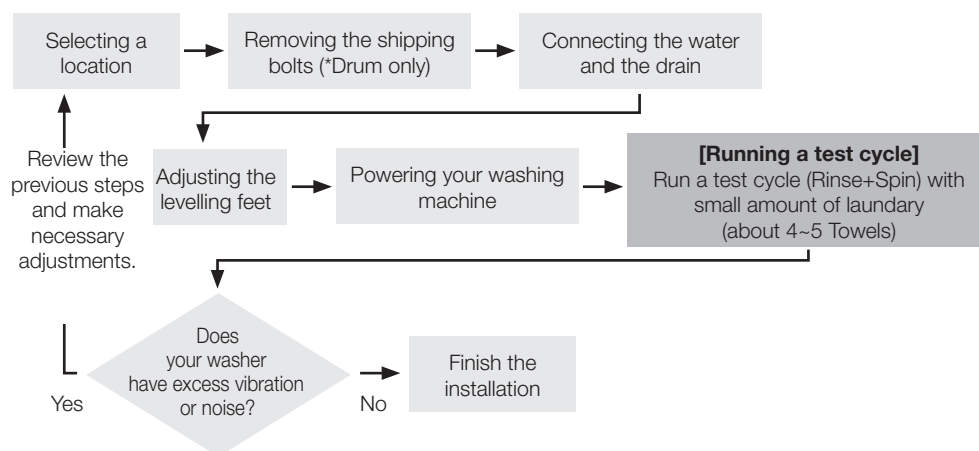 Selecting a
location
Removing the shipping
bolts (*Drum only)
Connecting the water
and the drain
Review the
previous steps
and make
necessary
adjustments.
Adjusting the
levelling feet
Powering your washing
machine
[Running a test cycle]
Run a test cycle (Rinse+Spin) with
small amount of laundary
(about 4~5 Towels)
Does
your washer
have excess vibration
or noise?
Yes
No
Finish the
installation